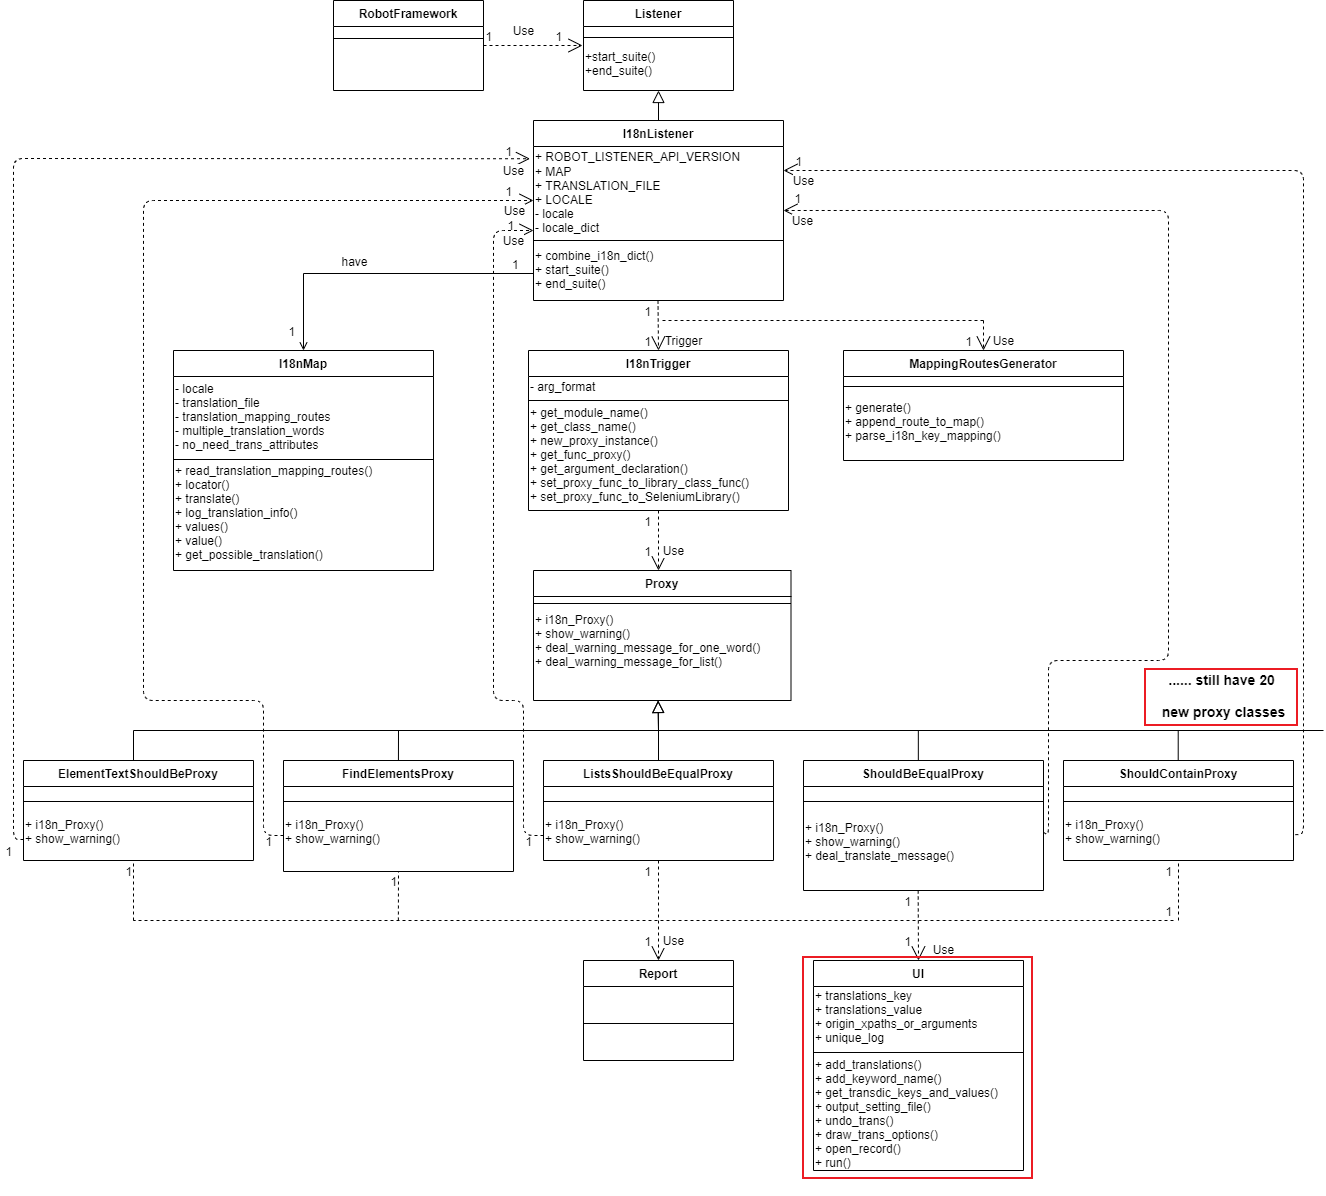 RobotFramework
1
Use
1
Listener
+start_suite()
+end_suite()
I18nListener
+ ROBOT_LISTENER_API_VERSION
+ MAP
+ TRANSLATION_FILE
+ LOCALE
- locale
- locale_dict
+ combine_i18n_dict()
+ start_suite()
+ end_suite()
1
Use
1
Use
1
Use
1
Use
1
Use
have
1
1
1
1
Trigger
1
Use
I18nMap
- locale
- translation_file
- translation_mapping_routes
- multiple_translation_words
- no_need_trans_attributes
+ read_translation_mapping_routes()
+ locator()
+ translate()
+ log_translation_info()
+ values()
+ value()
+ get_possible_translation()
I18nTrigger
- arg_format
+ get_module_name()
+ get_class_name()
+ new_proxy_instance()
+ get_func_proxy()
+ get_argument_declaration()
+ set_proxy_func_to_library_class_func()
+ set_proxy_func_to_SeleniumLibrary()
MappingRoutesGenerator
+ generate()
+ append_route_to_map()
+ parse_i18n_key_mapping()
1
1
Use
Proxy
+ i18n_Proxy()
+ show_warning()
+ deal_warning_message_for_one_word()
+ deal_warning_message_for_list()
...... still have 20
new proxy classes
ElementTextShouldBeProxy
+ i18n_Proxy()
+ show_warning()
1
FindElementsProxy
+ i18n_Proxy()
+ show_warning()
1
ListsShouldBeEqualProxy
+ i18n_Proxy()
+ show_warning()
1
ShouldBeEqualProxy
+ i18n_Proxy()
+ show_warning()
+ deal_translate_message()
ShouldContainProxy
+ i18n_Proxy()
+ show_warning()
1
1
1
1
1
1
1
Use
1
Use
Report
UI
+ translations_key
+ translations_value
+ origin_xpaths_or_arguments
+ unique_log
+ add_translations()
+ add_keyword_name()
+ get_transdic_keys_and_values()
+ output_setting_file()
+ undo_trans()
+ draw_trans_options()
+ open_record()
+ run()